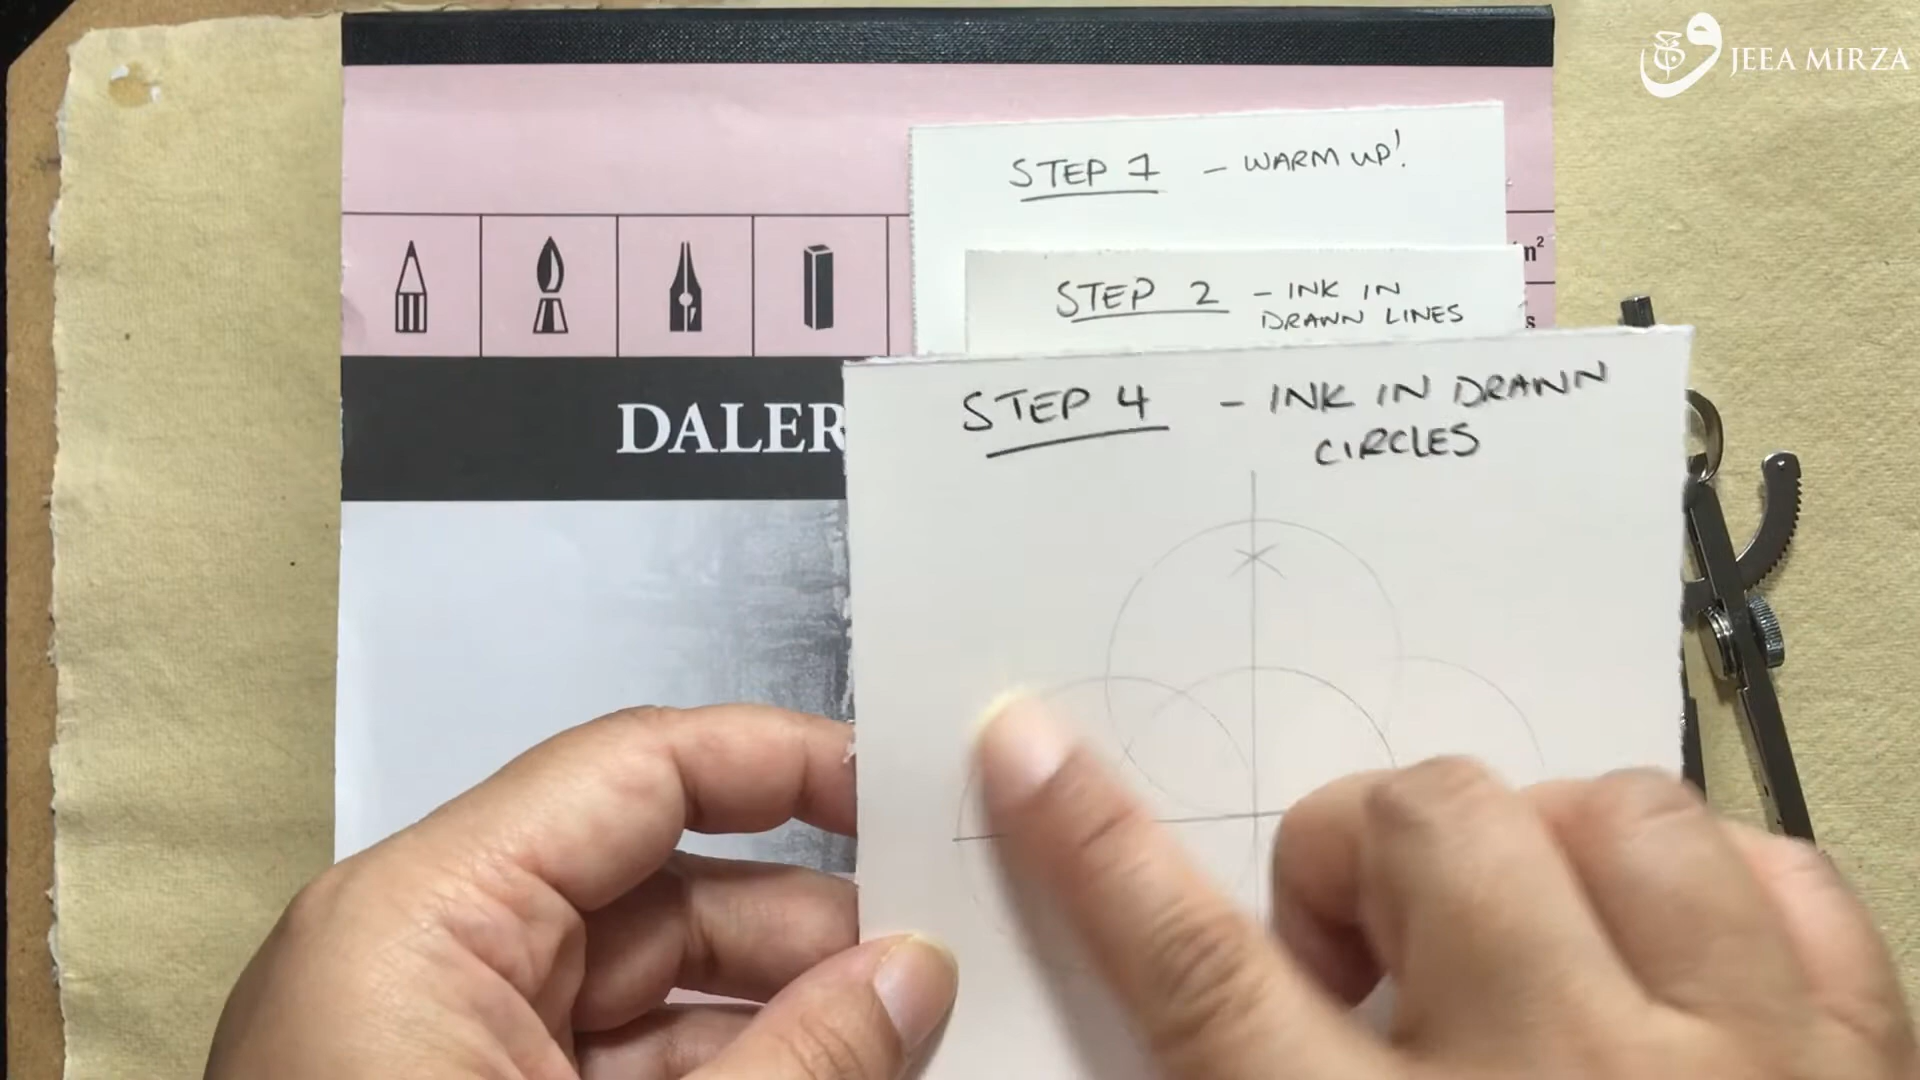 JEEA MIRZA
STEP 1 - WARM UP!
STEP 2 - INK IN
DRAWN LINES
STEP 4 - INK IN DRAWN
CIRCLES
DALER
m²
s